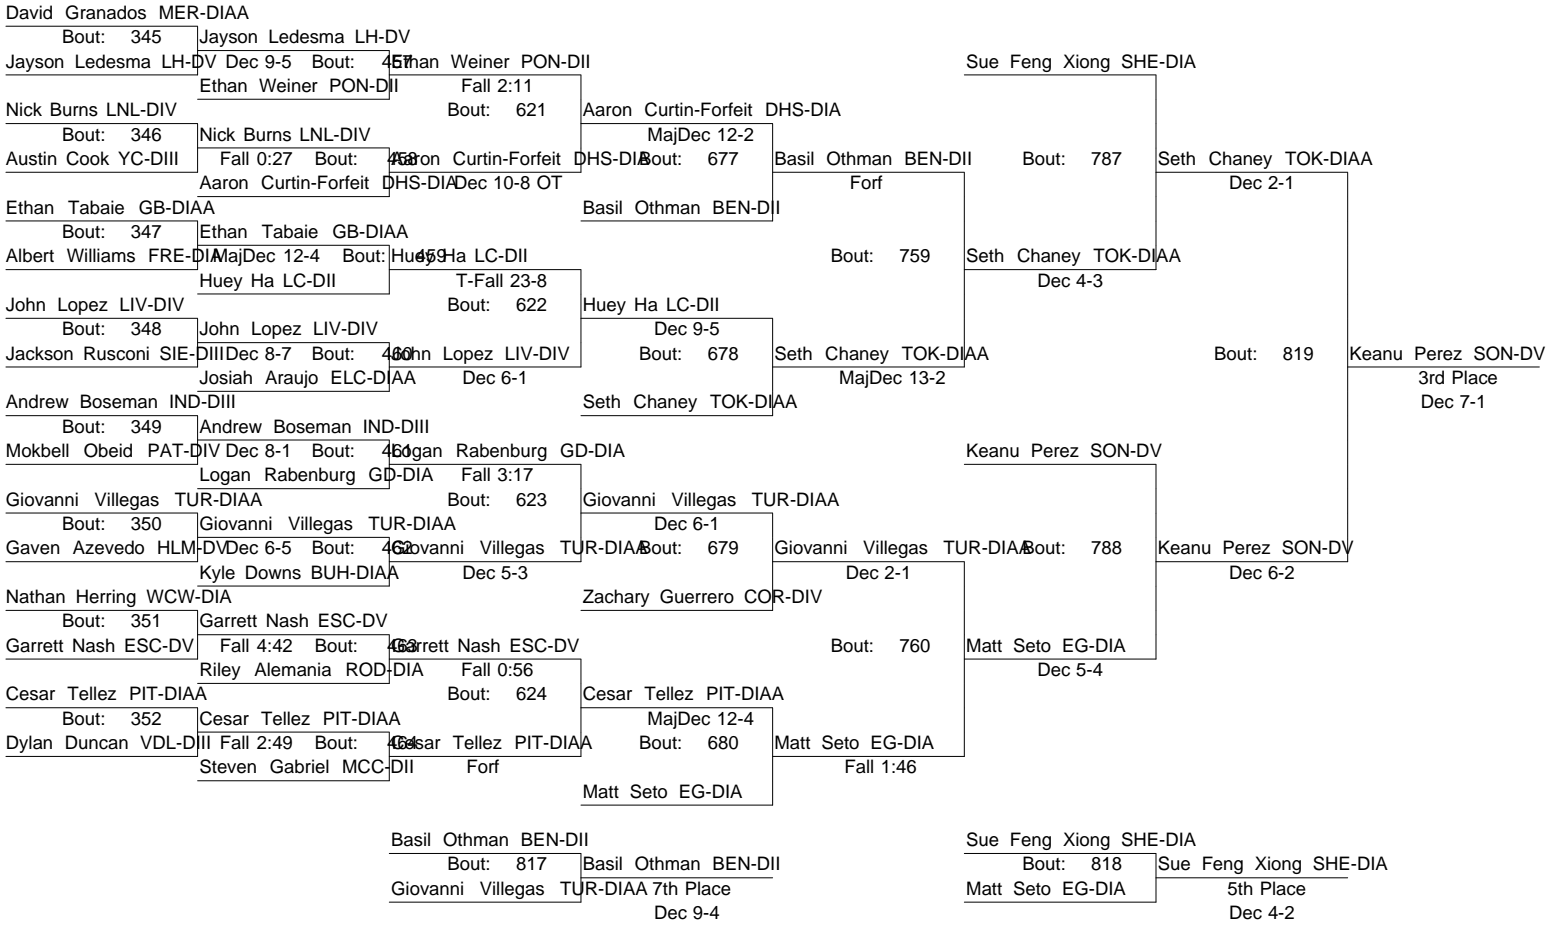 David Granados MER-DIAA
Bout: 345 Jayson Ledesma LH-DV
Jayson Ledesma LH-DV Dec 9-5 Bout: 457 Ethan Weiner PON-DII Sue Feng Xiong SHE-DIA
Ethan Weiner PON-DII Fall 2:11
Nick Burns LNL-DIV Bout: 621 Aaron Curtin-Forfeit DHS-DIA
Bout: 346 Nick Burns LNL-DIV MajDec 12-2
Austin Cook YC-DIII Fall 0:27 Bout: 458 Aaron Curtin-Forfeit DHS-DIA Bout: 677 Basil Othman BEN-DII Bout: 787 Seth Chaney TOK-DIAA
Aaron Curtin-Forfeit DHS-DIA Dec 10-8 OT Forf Dec 2-1
Ethan Tabaie GB-DIAA Basil Othman BEN-DII
Bout: 347 Ethan Tabaie GB-DIAA
Albert Williams FRE-DIA MajDec 12-4 Bout: 459 Huey Ha LC-DII Bout: 759 Seth Chaney TOK-DIAA
Huey Ha LC-DII T-Fall 23-8 Dec 4-3
John Lopez LIV-DIV Bout: 622 Huey Ha LC-DII
Bout: 348 John Lopez LIV-DIV Dec 9-5
Jackson Rusconi SIE-DIII Dec 8-7 Bout: 460 John Lopez LIV-DIV Bout: 678 Seth Chaney TOK-DIAA Bout: 819 Keanu Perez SON-DV
Josiah Araujo ELC-DIAA Dec 6-1 MajDec 13-2 3rd Place
Andrew Boseman IND-DIII Seth Chaney TOK-DIAA Dec 7-1
Bout: 349 Andrew Boseman IND-DIII
Mokbell Obeid PAT-DIV Dec 8-1 Bout: 461 Logan Rabenburg GD-DIA Keanu Perez SON-DV
Logan Rabenburg GD-DIA Fall 3:17
Giovanni Villegas TUR-DIAA Bout: 623 Giovanni Villegas TUR-DIAA
Bout: 350 Giovanni Villegas TUR-DIAA Dec 6-1
Gaven Azevedo HLM-DV Dec 6-5 Bout: 462 Giovanni Villegas TUR-DIAA Bout: 679 Giovanni Villegas TUR-DIAA Bout: 788 Keanu Perez SON-DV
Kyle Downs BUH-DIAA Dec 5-3 Dec 2-1 Dec 6-2
Nathan Herring WCW-DIA Zachary Guerrero COR-DIV
Bout: 351 Garrett Nash ESC-DV
Garrett Nash ESC-DV Fall 4:42 Bout: 463 Garrett Nash ESC-DV Bout: 760 Matt Seto EG-DIA
Riley Alemania ROD-DIA Fall 0:56 Dec 5-4
Cesar Tellez PIT-DIAA Bout: 624 Cesar Tellez PIT-DIAA
Bout: 352 Cesar Tellez PIT-DIAA MajDec 12-4
Dylan Duncan VDL-DIII Fall 2:49 Bout: 464 Cesar Tellez PIT-DIAA Bout: 680 Matt Seto EG-DIA
Steven Gabriel MCC-DII Forf Fall 1:46
Matt Seto EG-DIA
Basil Othman BEN-DII Sue Feng Xiong SHE-DIA
Bout: 817 Basil Othman BEN-DII Bout: 818 Sue Feng Xiong SHE-DIA
Giovanni Villegas TUR-DIAA 7th Place Matt Seto EG-DIA 5th Place
Dec 9-4 Dec 4-2